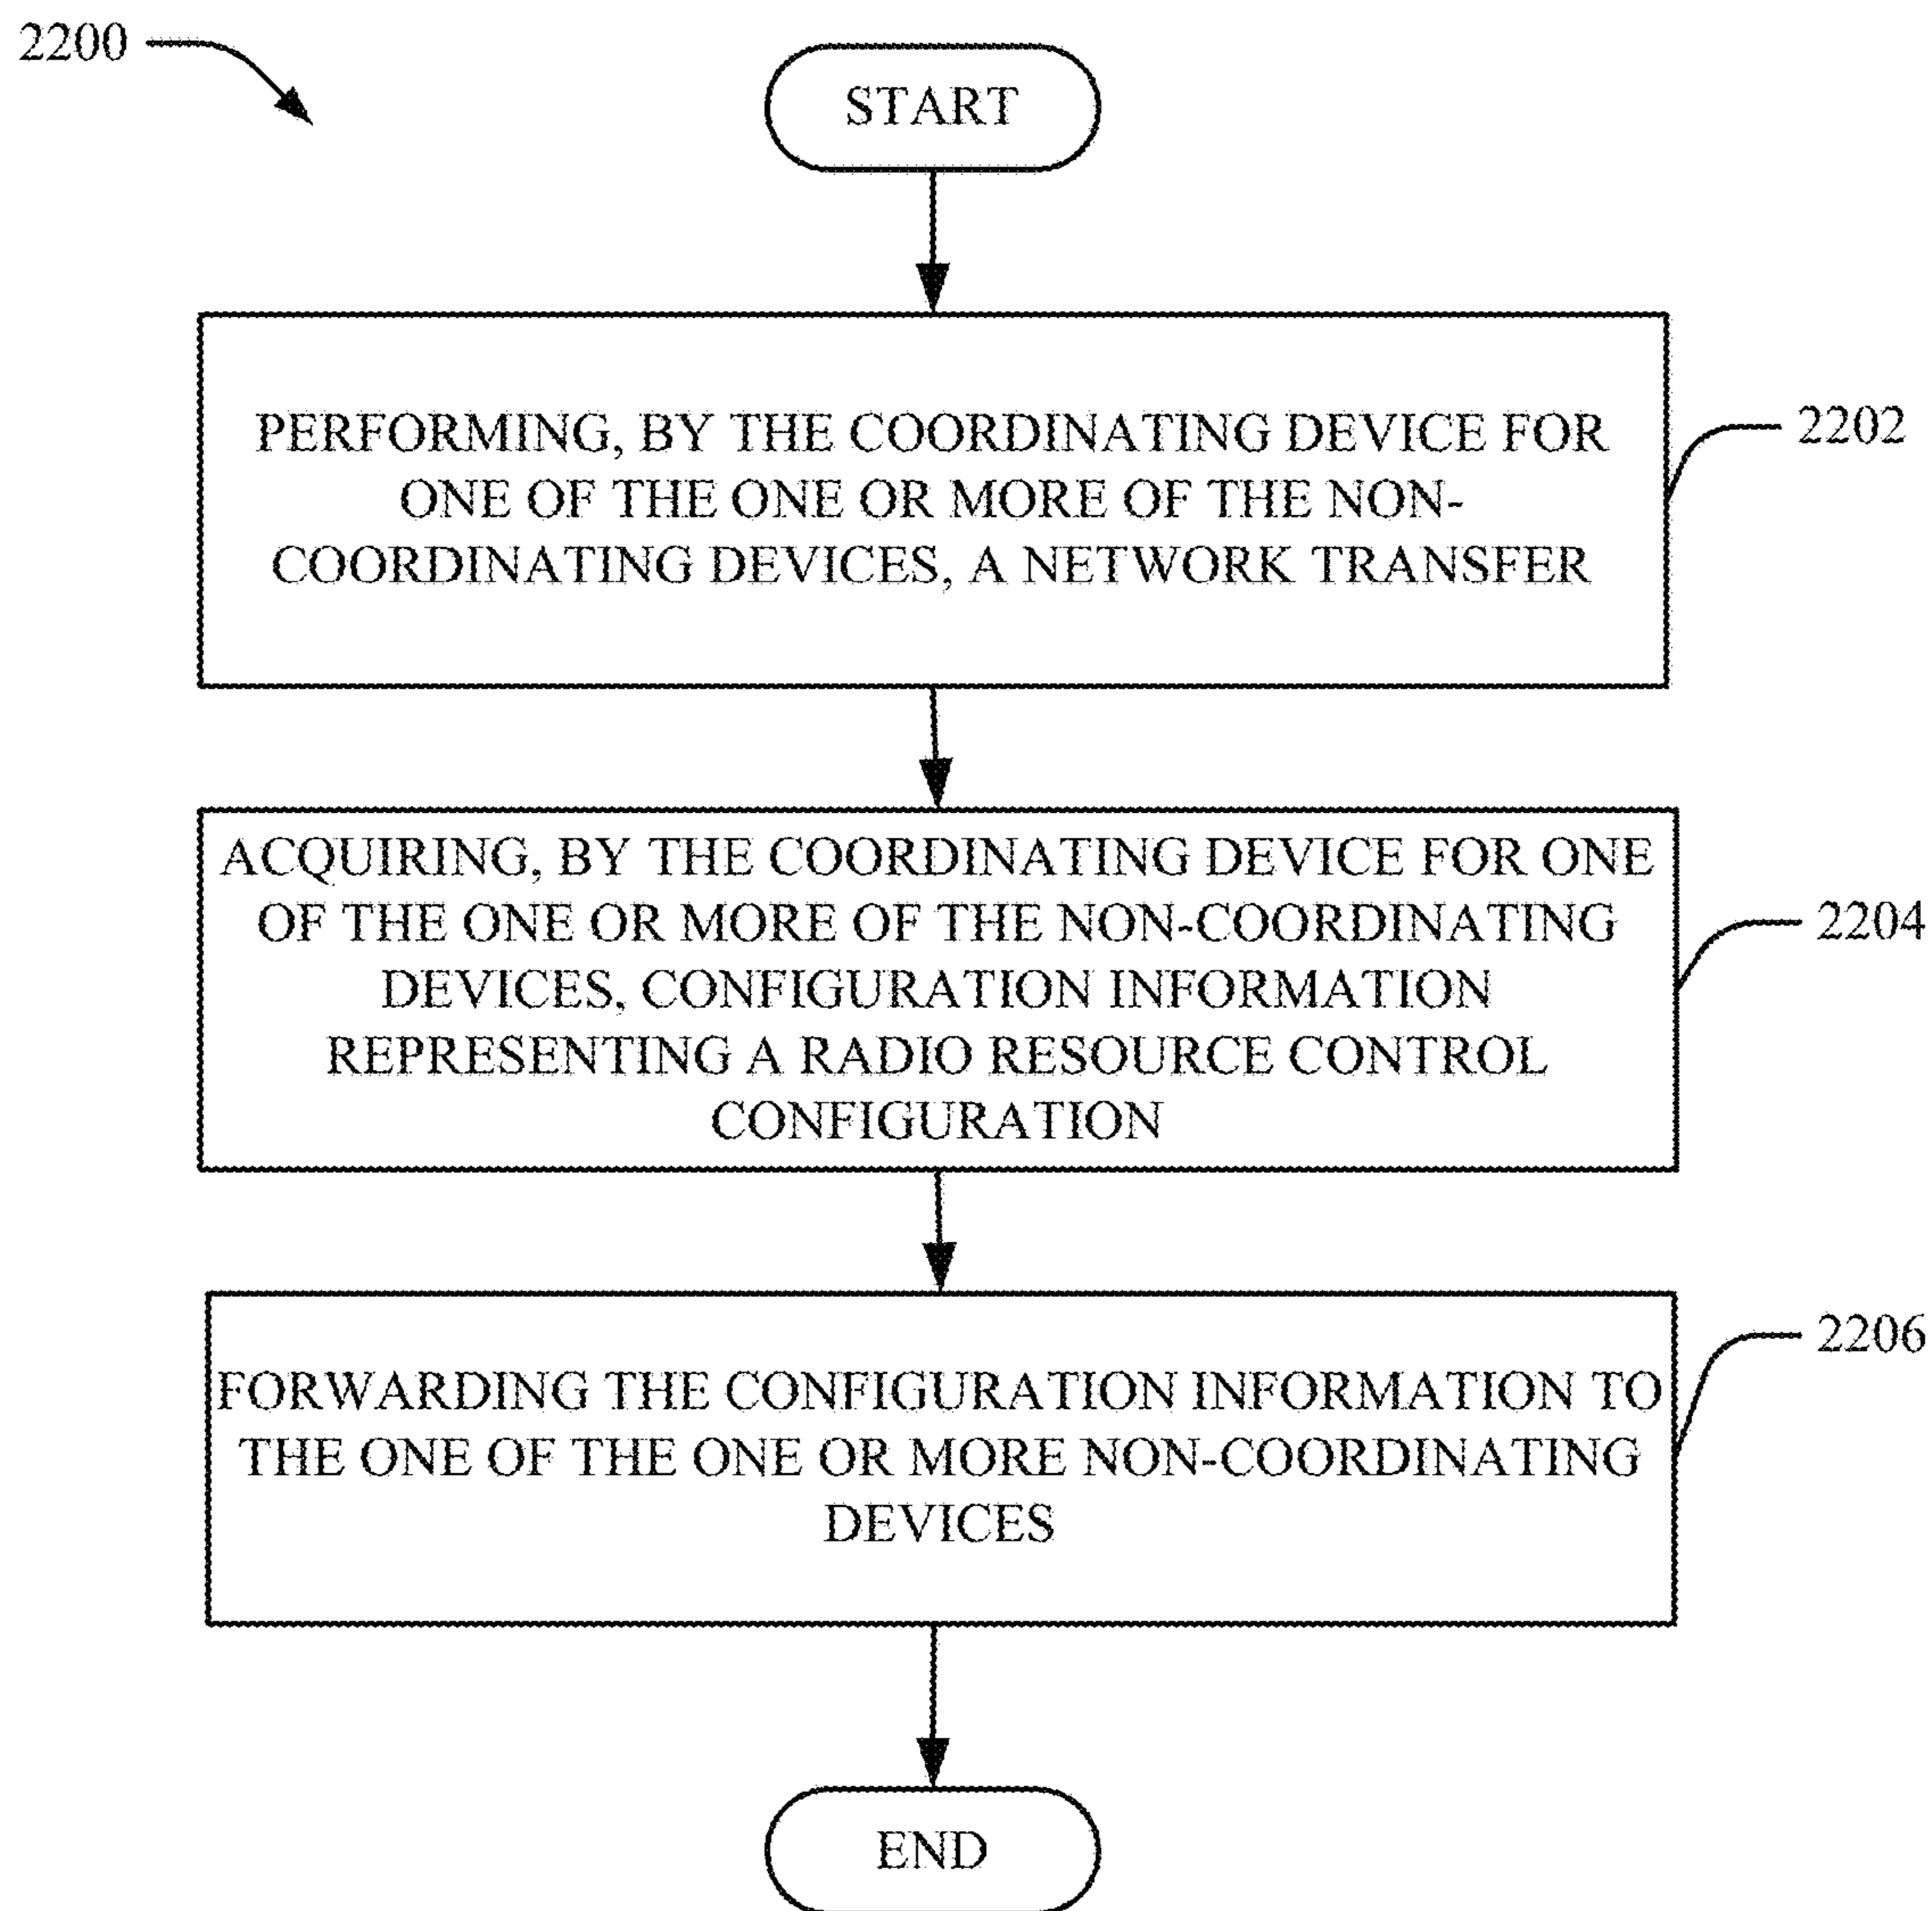 2200
START
PERFORMING, BY THE COORDINATING DEVICE FOR
ONE OF THE ONE OR MORE OF THE NON-
COORDINATING DEVICES, A NETWORK TRANSFER
2202
ACQUIRING, BY THE COORDINATING DEVICE FOR ONE
OF THE ONE OR MORE OF THE NON-COORDINATING
DEVICES, CONFIGURATION INFORMATION
REPRESENTING A RADIO RESOURCE CONTROL
CONFIGURATION
2204
FORWARDING THE CONFIGURATION INFORMATION TO
THE ONE OF THE ONE OR MORE NON-COORDINATING
DEVICES
2206
END